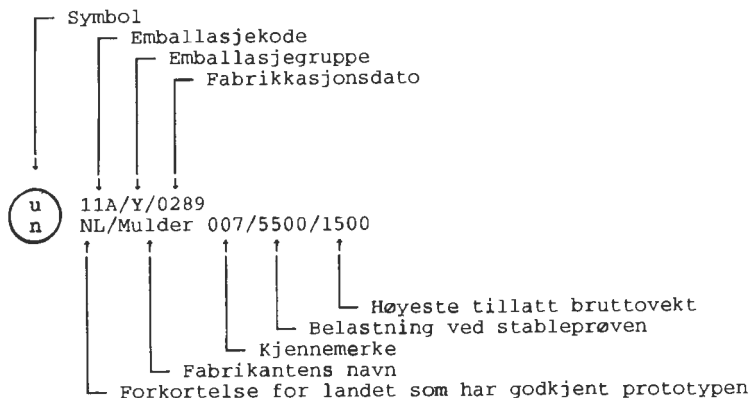 Symbol
Emballasjekode
Emballasjegruppe
Fabrikkasjonsdato
u
n
11A/Y/0289
NL/Mulder 007/5500/1500
Høyeste tillatt bruttovekt
Belastning ved stableprøven
Kjennemerke
Fabrikantens navn
Forkortelse for landet som har godkjent prototypen